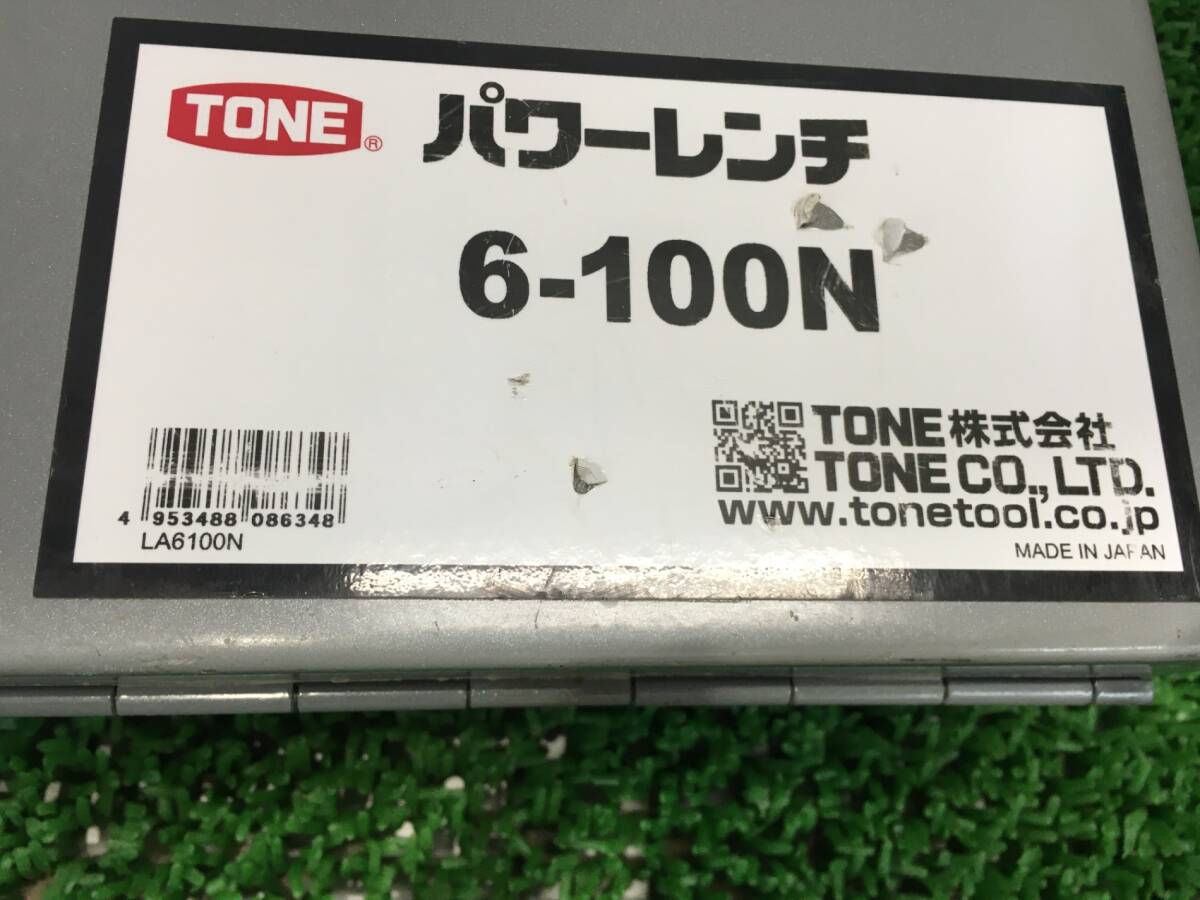 TONE®
パワーレンチ
6-100N
4 953488 086348
LA6100N
TONE株式会社
TONE CO., LTD.
www.tonetool.co.jp
MADE IN JAPAN